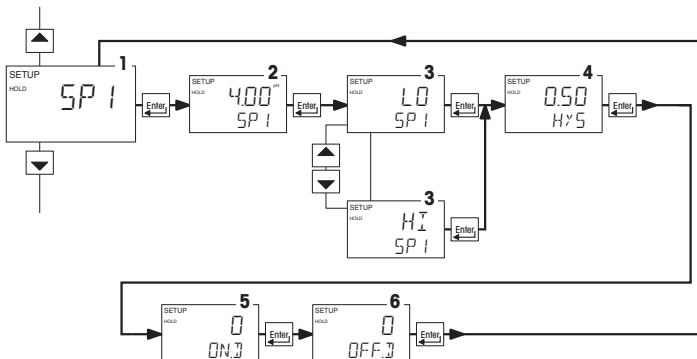 1
SETUP
HOLD
SP1
Enter
2
SETUP
HOLD
4.00 pH
SP1
Enter
3
SETUP
HOLD
LO
SP1
Enter
4
SETUP
HOLD
0.50
HYS
Enter
3
SETUP
HOLD
HI
SP1
Enter
5
SETUP
HOLD
0
ON.D
Enter
6
SETUP
HOLD
0
OFF.D
Enter